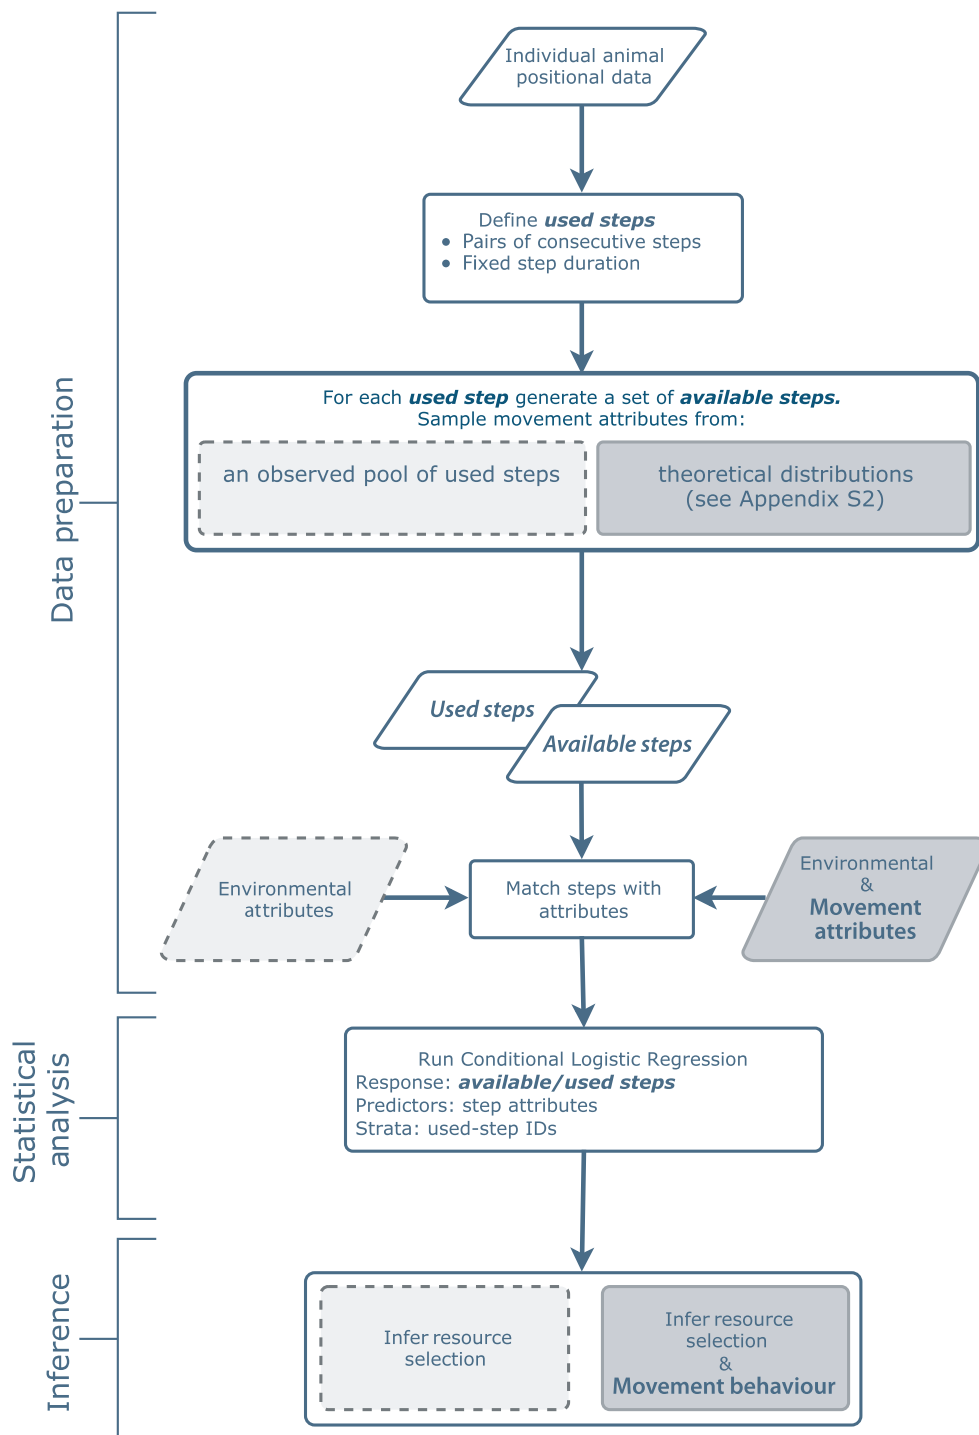 Individual animal
positional data
Define used steps
• Pairs of consecutive steps
• Fixed step duration
Data preparation
For each used step generate a set of available steps.
Sample movement attributes from:
an observed pool of used steps
theoretical distributions
(see Appendix S2)
Used steps
Available steps
Environmental
attributes
Match steps with
attributes
Environmental
&
Movement
attributes
Statistical
analysis
Run Conditional Logistic Regression
Response: available/used steps
Predictors: step attributes
Strata: used-step IDs
Inference
Infer resource
selection
Infer resource
selection
&
Movement behaviour